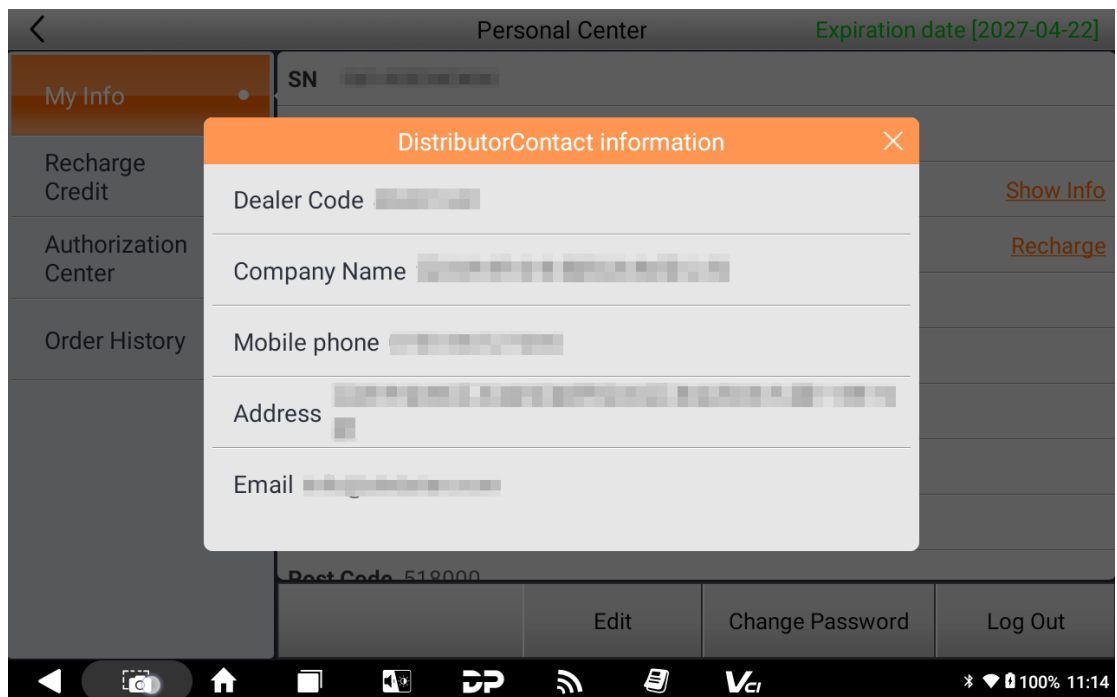 Personal Center
Expiration date [2027-04-22]
My Info
SN
Recharge
Credit
Authorization
Center
Order History
Show Info
Recharge
DistributorContact information
Dealer Code
Company Name
Mobile phone
Address
Email
Post Code 518000
Edit
Change Password
Log Out
DP
VCI
100% 11:14